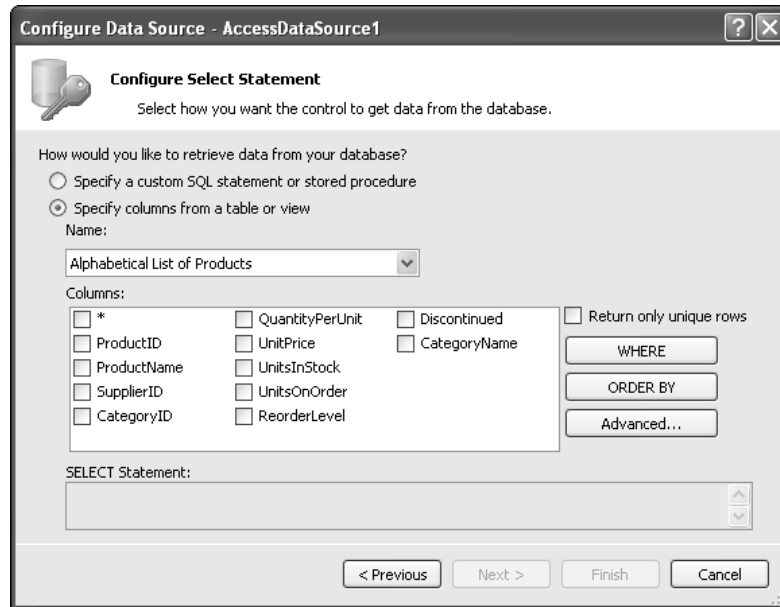 Configure Data Source - AccessDataSource1
Configure Select Statement
Select how you want the control to get data from the database.
How would you like to retrieve data from your database?
Specify a custom SQL statement or stored procedure
Specify columns from a table or view
Name:
Alphabetical List of Products
Columns:
* QuantityPerUnit Discontinued Return only unique rows
ProductID UnitPrice CategoryName WHERE
ProductName UnitsInStock
SupplierID UnitsOnOrder ORDER BY
CategoryID ReorderLevel Advanced...
SELECT Statement:
< Previous Next > Finish Cancel